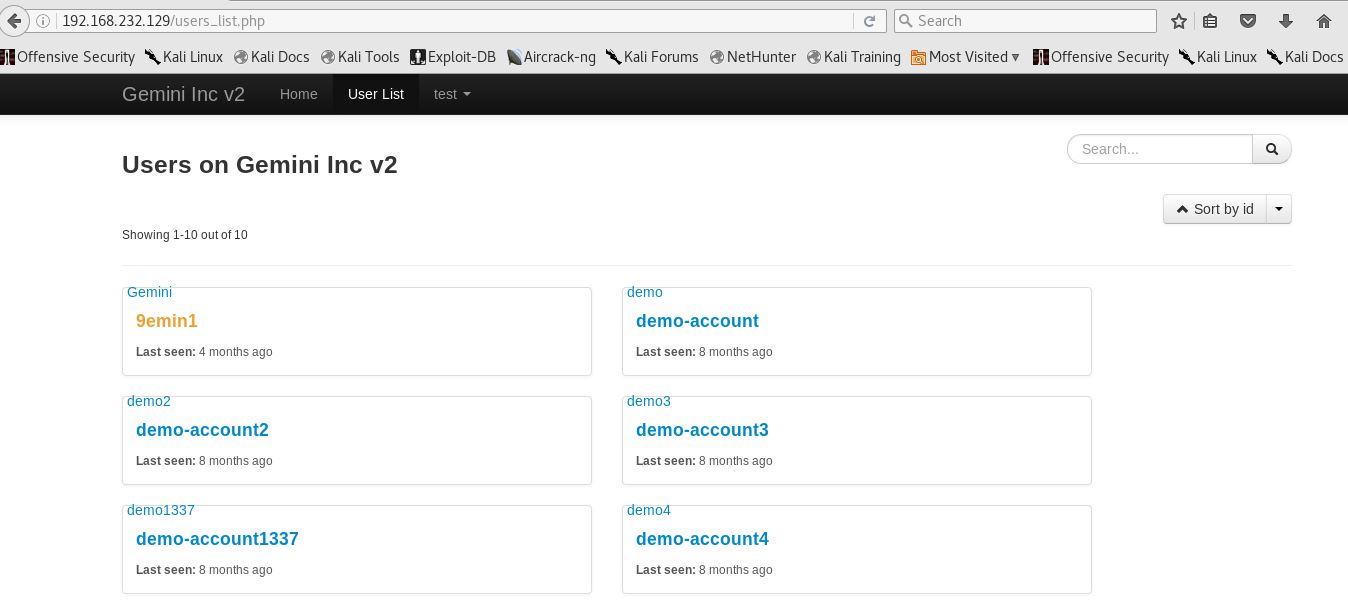 192.168.232.129/users_list.php Search
Offensive Security Kali Linux Kali Docs Kali Tools Exploit-DB Aircrack-ng Kali Forums NetHunter Kali Training Most Visited Offensive Security Kali Linux Kali Docs
Gemini Inc v2 Home User List test
Search...
Users on Gemini Inc v2
Sort by id
Showing 1-10 out of 10
Gemini
9emin1
Last seen: 4 months ago
demo
demo-account
Last seen: 8 months ago
demo2
demo-account2
Last seen: 8 months ago
demo3
demo-account3
Last seen: 8 months ago
demo1337
demo-account1337
Last seen: 8 months ago
demo4
demo-account4
Last seen: 8 months ago